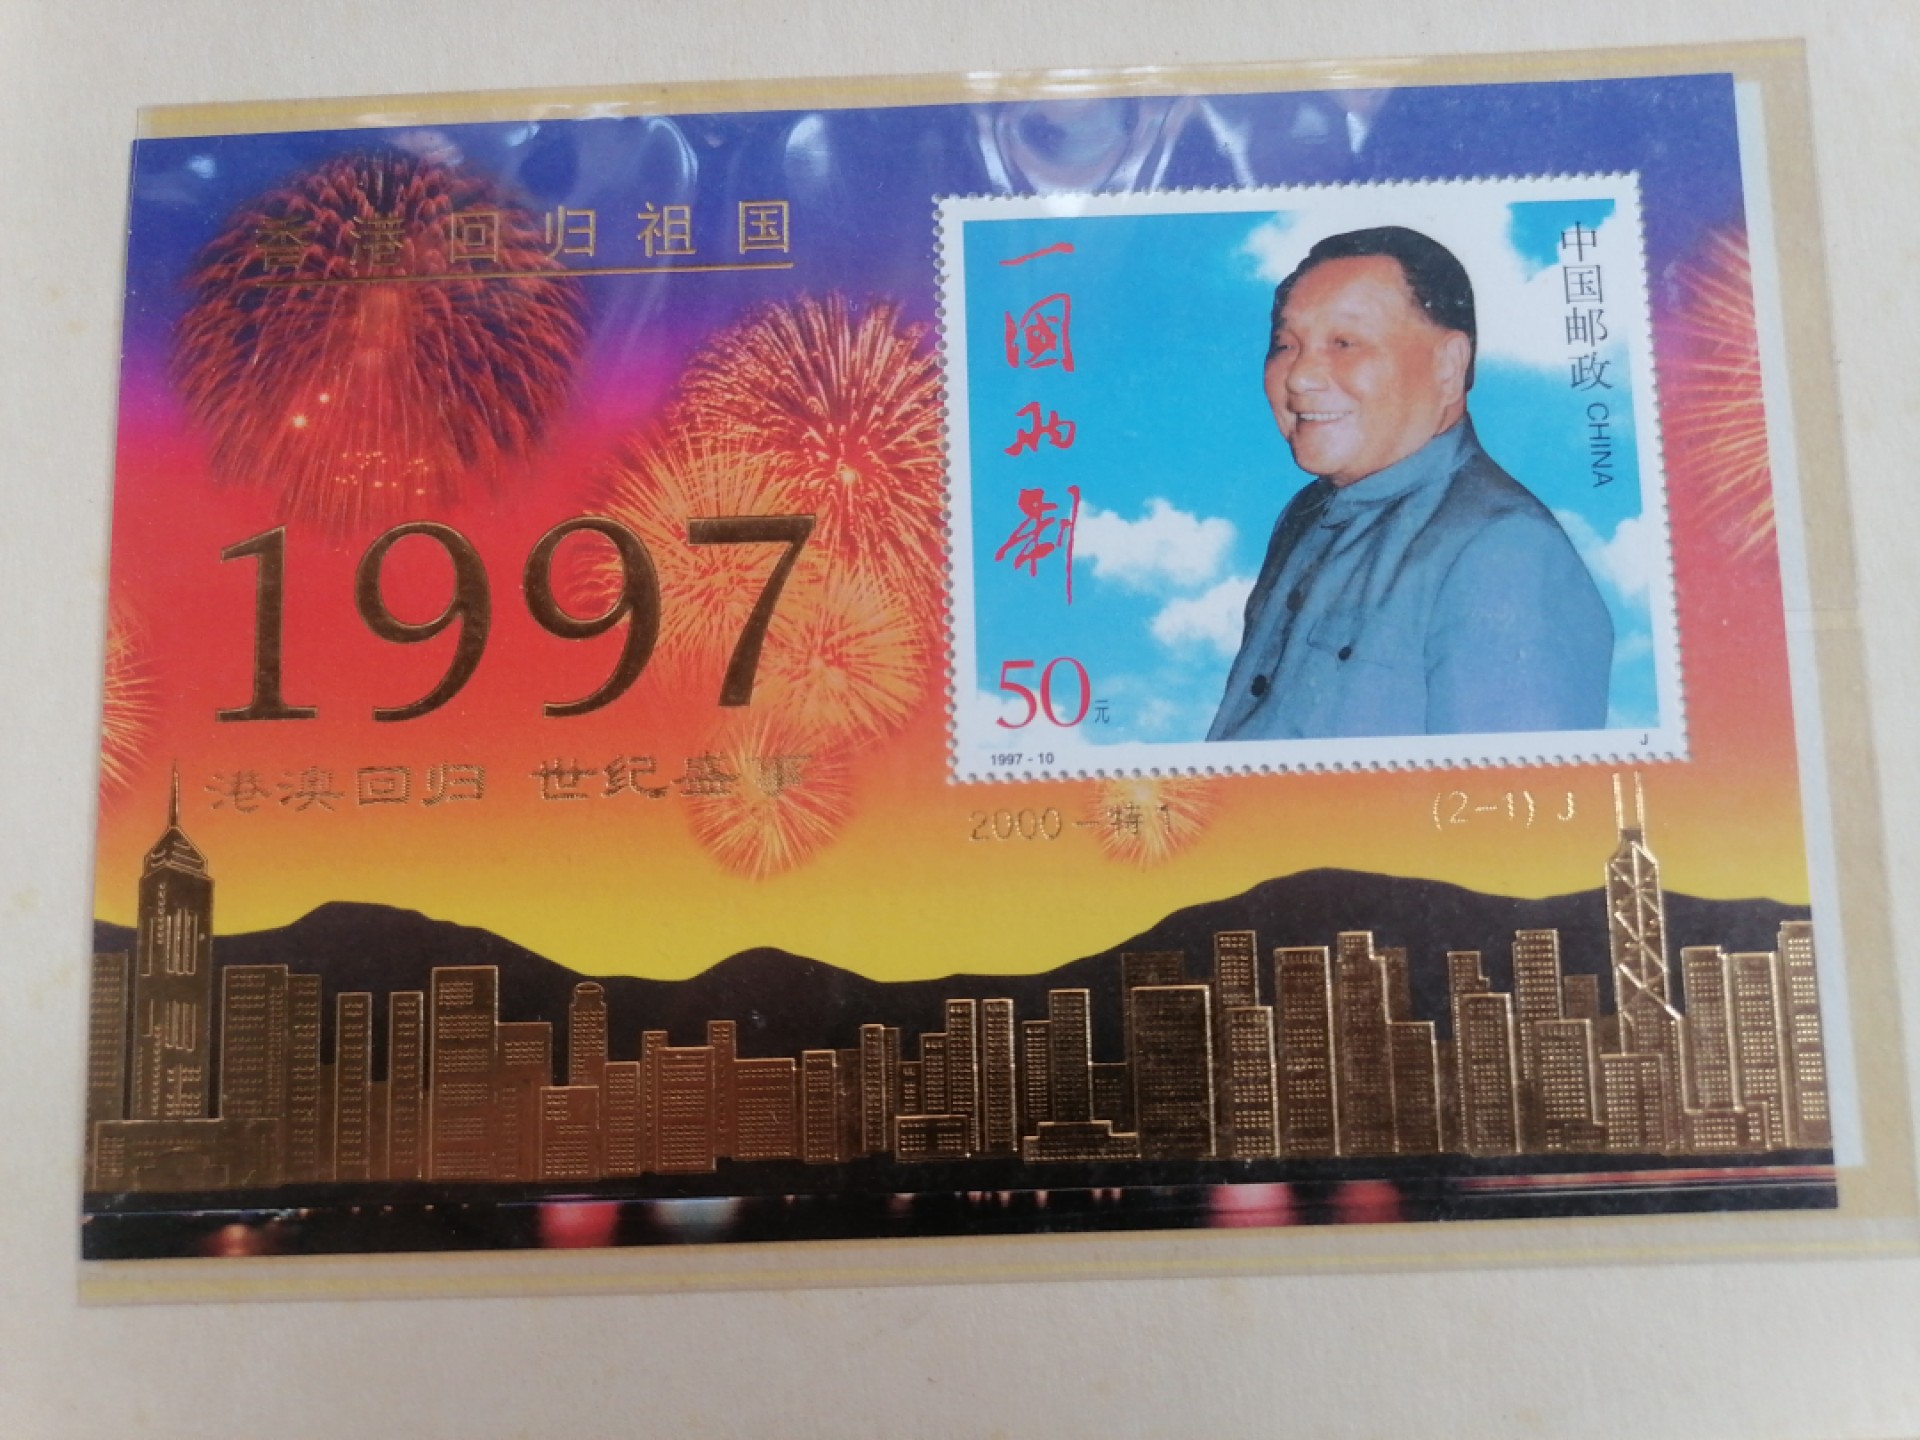 香港回归祖国
1997
港澳回归 世纪盛事
一國两制
50元
1997-10
中国邮政 CHINA
J
2000-特1
(2-1) J